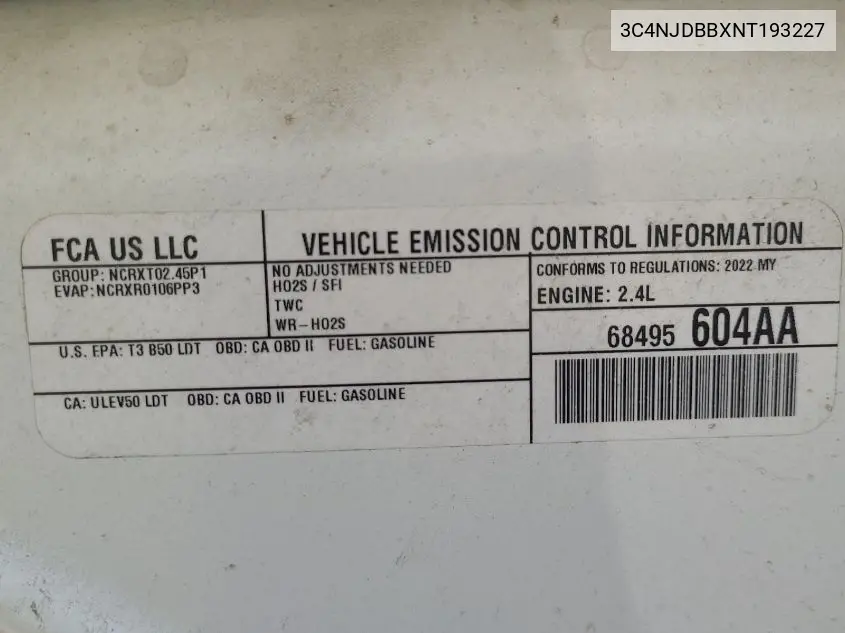 3C4NJDBBXNT193227
FCA US LLC
VEHICLE EMISSION CONTROL INFORMATION
GROUP: NCRXT02.45P1
EVAP:NCRXR0106PP3
NO ADJUSTMENTS NEEDED
HO2S / SFI
TWC
WR-HO2S
CONFORMS TO REGULATIONS: 2022 MY
ENGINE: 2.4L
68495 604AA
U.S. EPA: T3 B50 LDT OBD: CA OBD II FUEL: GASOLINE
CA: ULEV50 LDT OBD: CA OBD II FUEL: GASOLINE